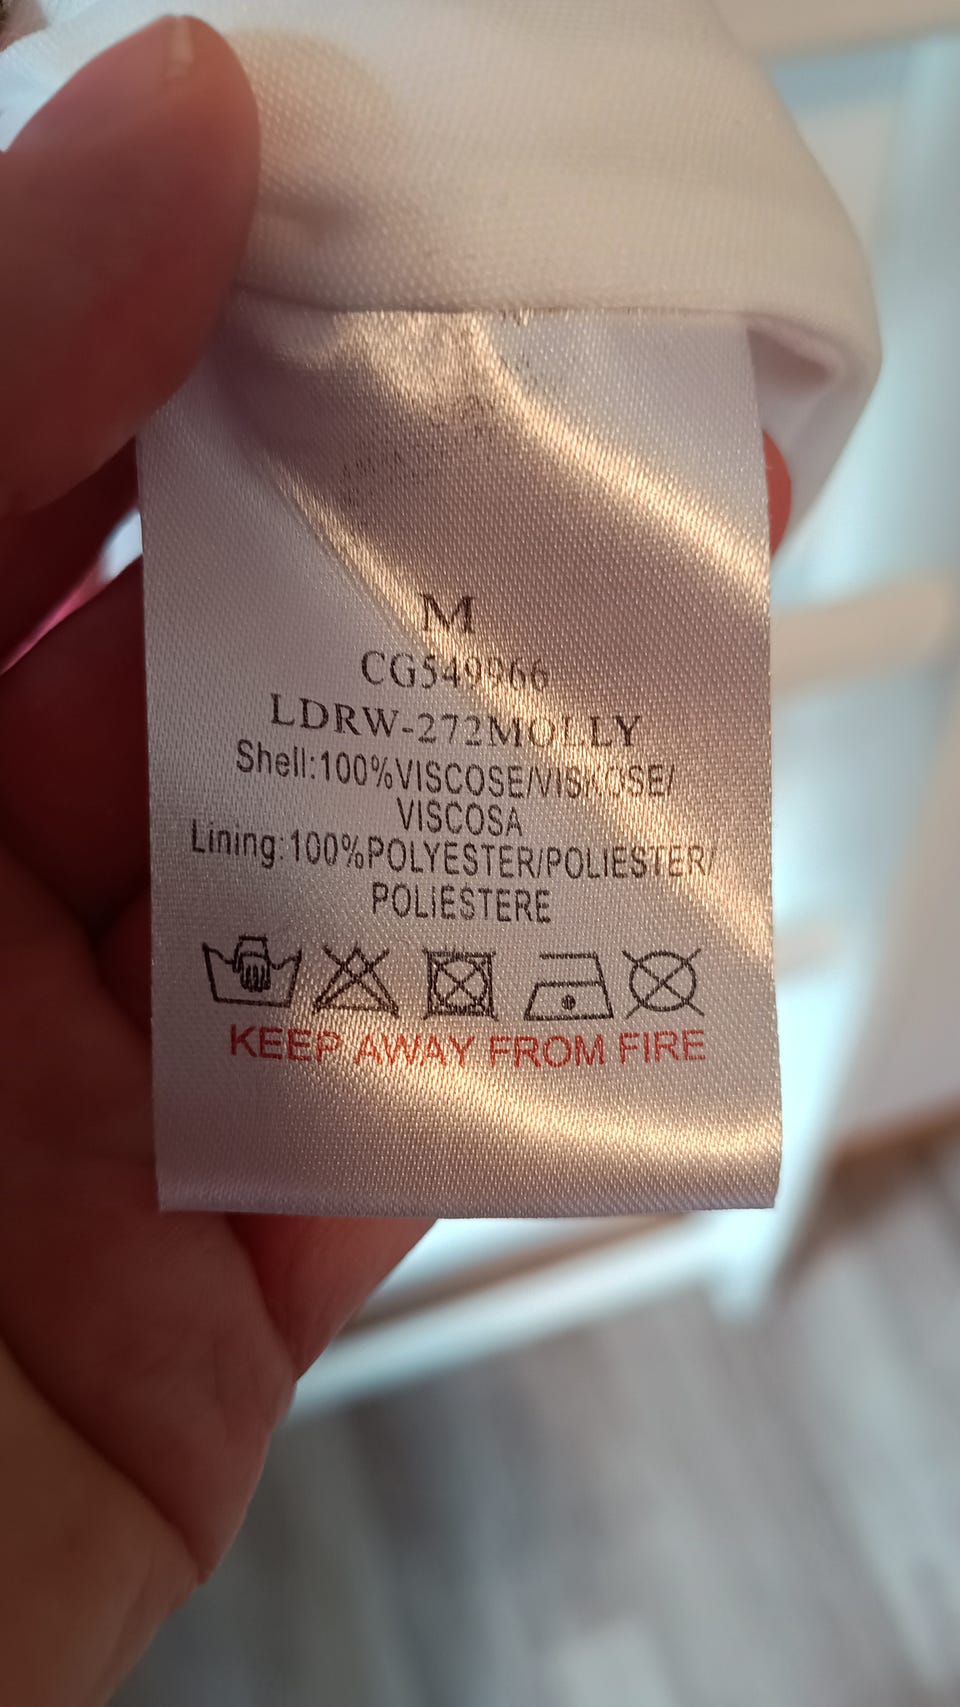 M
CG549966
LDRW-272MOLLY
Shell:100%VISCOSE/VISKOSE/
VISCOSA
Lining:100%POLYESTER/POLIESTER/
POLIESTERE
KEEP AWAY FROM FIRE